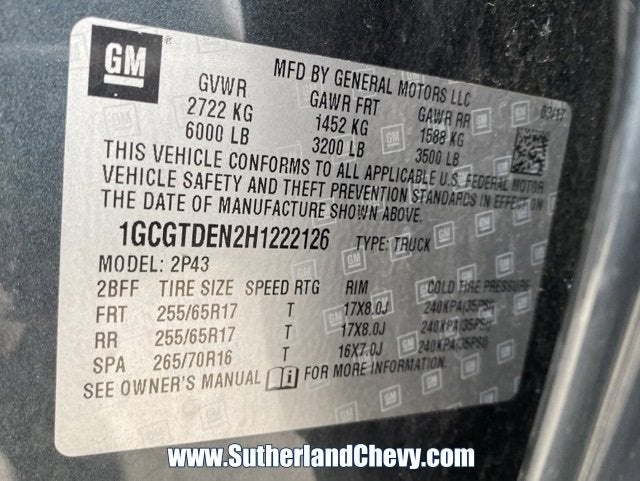 GM
MFD BY GENERAL MOTORS LLC
GVWR GAWR FRT GAWR RR 03/17
2722 KG 1452 KG 1588 KG
6000 LB 3200 LB 3500 LB
THIS VEHICLE CONFORMS TO ALL APPLICABLE U.S. FEDERAL MOTOR
VEHICLE SAFETY AND THEFT PREVENTION STANDARDS IN EFFECT ON
THE DATE OF MANUFACTURE SHOWN ABOVE.
1GCGTDEN2H1222126 TYPE: TRUCK
MODEL: 2P43
2BFF TIRE SIZE SPEED RTG RIM COLD TIRE PRESSURE
FRT 255/65R17 T 17X8.0J 240KPA(35PSI)
RR 255/65R17 T 17X8.0J 240KPA(35PSI)
SPA 265/70R16 T 16X7.0J 240KPA(35PSI)
SEE OWNER'S MANUAL FOR MORE INFORMATION.
www.SutherlandChevy.com